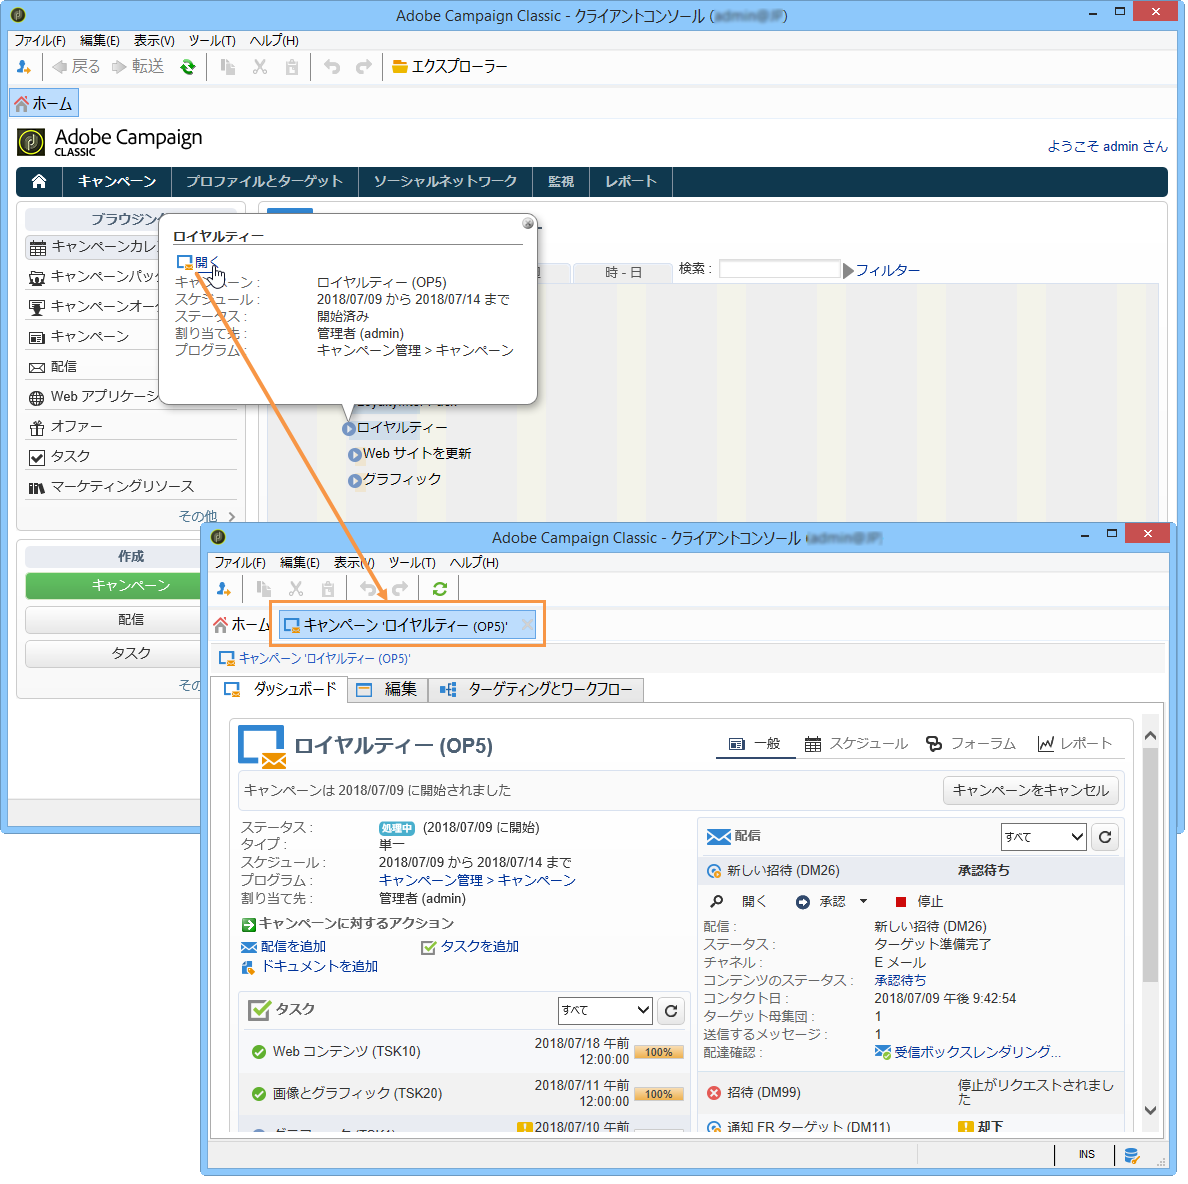 Adobe Campaign Classic - クライアントコンソール (
ファイル(F) 編集(E) 表示(V) ツール(T) ヘルプ(H)
戻る 転送 エクスプローラー
ホーム
Adobe Campaign
CLASSIC
ようこそ admin さん
キャンペーン プロファイルとターゲット ソーシャルネットワーク 監視 レポート
ブラウジング
キャンペーンカレ
キャンペーンパッ
キャンペーンオー
キャンペーン
配信
Web アプリケーシ
オファー
タスク
マーケティングリソース
その他
作成
キャンペーン
配信
タスク
その
ロイヤルティー
開く
キャンペーン : ロイヤルティー (OP5)
スケジュール : 2018/07/09 から 2018/07/14 まで
ステータス : 開始済み
割り当て先 : 管理者 (admin)
プログラム : キャンペーン管理 > キャンペーン
時 - 日 検索 : フィルター
ロイヤルティー
Web サイトを更新
グラフィック
Adobe Campaign Classic - クライアントコンソール
ファイル(F) 編集(E) 表示(V) ツール(T) ヘルプ(H)
ホーム キャンペーン 'ロイヤルティー (OP5)'
キャンペーン 'ロイヤルティー (OP5)'
ダッシュボード 編集 ターゲティングとワークフロー
ロイヤルティー (OP5) 一般 スケジュール フォーラム レポート
キャンペーンは 2018/07/09 に開始されました キャンペーンをキャンセル
ステータス : 処理中 (2018/07/09 に開始)
タイプ : 単一
スケジュール : 2018/07/09 から 2018/07/14 まで
プログラム : キャンペーン管理 > キャンペーン
割り当て先 : 管理者 (admin)
キャンペーンに対するアクション
配信を追加 タスクを追加
ドキュメントを追加
タスク すべて
Web コンテンツ (TSK10) 2018/07/18 午前 12:00:00 100%
画像とグラフィック (TSK20) 2018/07/11 午前 12:00:00 100%
2018/07/10 午前
配信 すべて
新しい招待 (DM26) 承認待ち
開く 承認 停止
配信 : 新しい招待 (DM26)
ステータス : ターゲット準備完了
チャネル : E メール
コンテンツのステータス : 承認待ち
コンタクト日 : 2018/07/09 午後 9:42:54
ターゲット母集団 : 1
送信するメッセージ : 1
配達確認 : 受信ボックスレンダリング...
招待 (DM99) 停止がリクエストされました
通知 FR ターゲット (DM11) 却下
INS